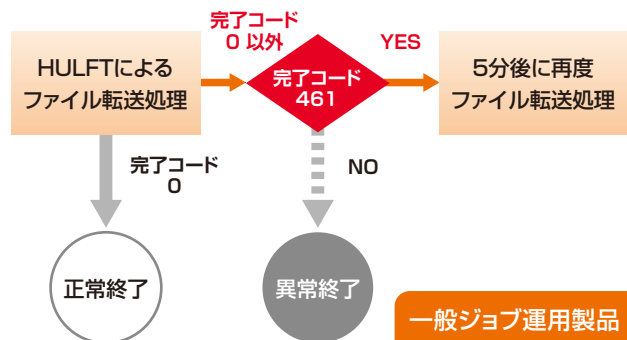 完了コード
0 以外
YES
HULFTによる
ファイル転送処理
完了コード
461
5分後に再度
ファイル転送処理
完了コード
0
NO
正常終了
異常終了
一般ジョブ運用製品